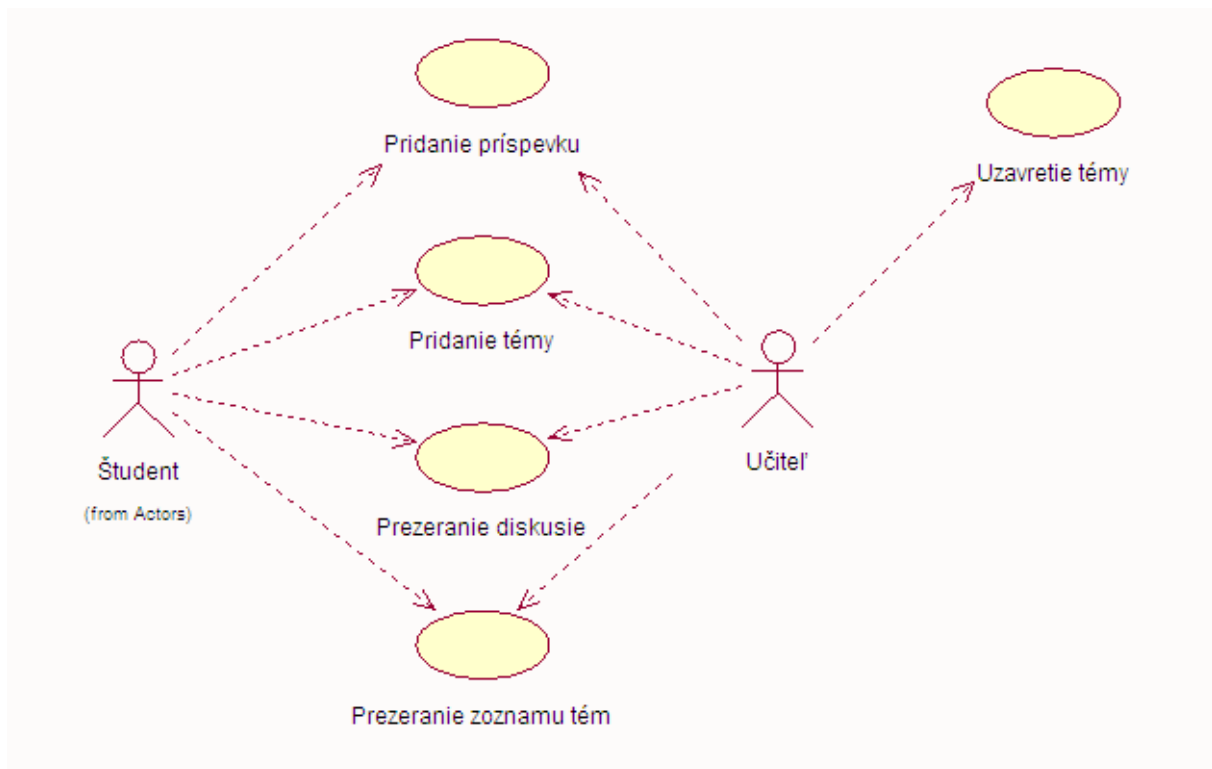 Pridanie príspevku
Uzavretie témy
Pridanie témy
Študent
(from Actors)
Učiteľ
Prezeranie diskusie
Prezeranie zoznamu tém